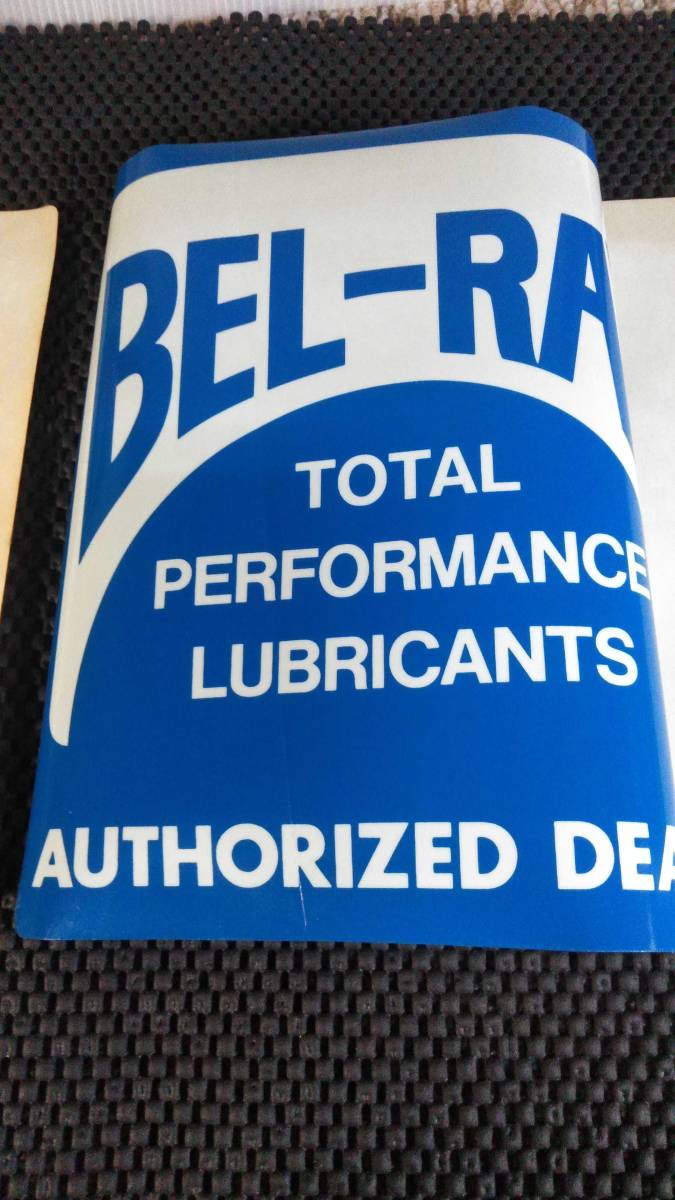 BEL-RA
TOTAL
PERFORMANCE
LUBRICANTS
AUTHORIZED DEA